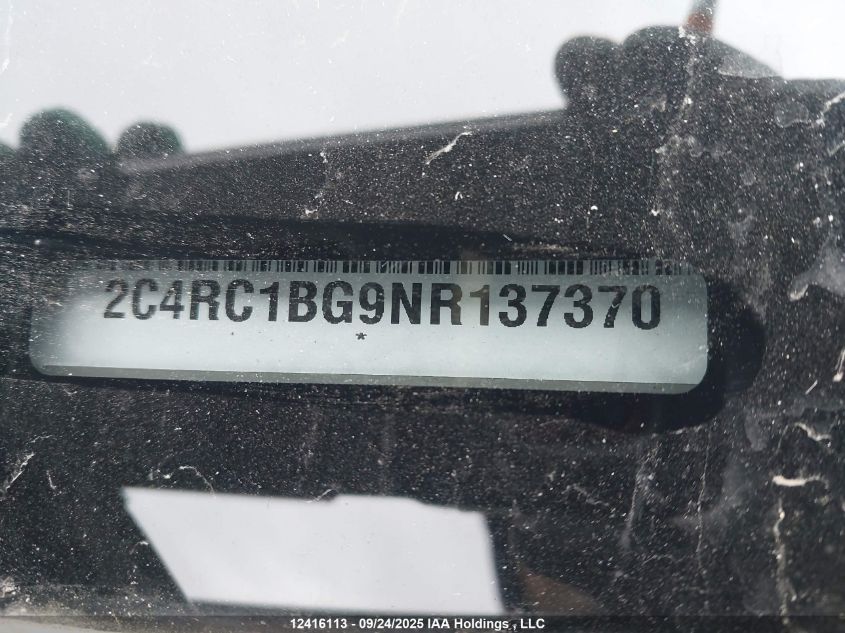 2C4RC1BG9NR137370
*
12416113 - 09/24/2025 IAA Holdings , LLC